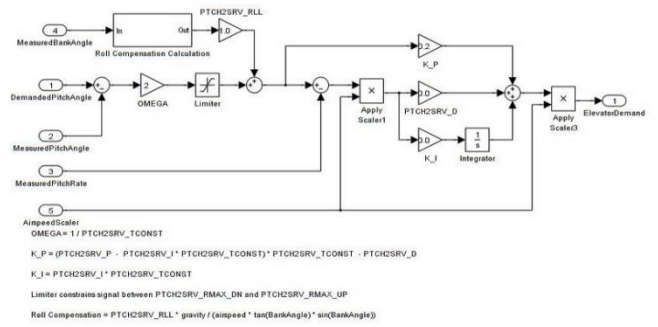 PTCH2SRV_RLL
4
In
Out
1.0
MeasuredBankAngle
Roll Compensation Calculation
0.2
K_P
1
2
DemandedPitchAngle
OMEGA
Limiter
0.0
PTCH2SRV_D
Apply
Scaler1
Apply
Scaler3
1
ElevatorDemand
2
MeasuredPitchAngle
0.0
K_I
1
s
Integrator
3
MeasuredPitchRate
5
AirspeedScaler
OMEGA = 1 / PTCH2SRV_TCONST
K_P = (PTCH2SRV_P - PTCH2SRV_I * PTCH2SRV_TCONST) * PTCH2SRV_TCONST - PTCH2SRV_D
K_I = PTCH2SRV_I * PTCH2SRV_TCONST
Limiter constrains signal between PTCH2SRV_RMAX_DN and PTCH2SRV_RMAX_UP
Roll Compensation = PTCH2SRV_RLL * gravity / (airspeed * tan(BankAngle) * sin(BankAngle))